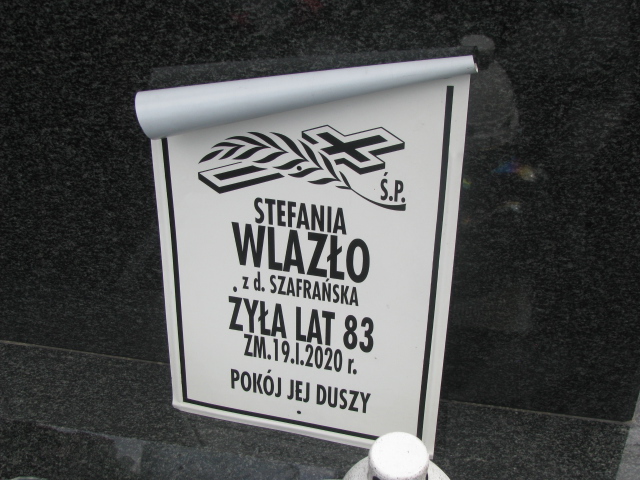 Ś.P.
STEFANIA
WLAZŁO
z d. SZAFRAŃSKA
ŻYŁA LAT 83
ZM.19.I.2020 r.
POKÓJ JEJ DUSZY